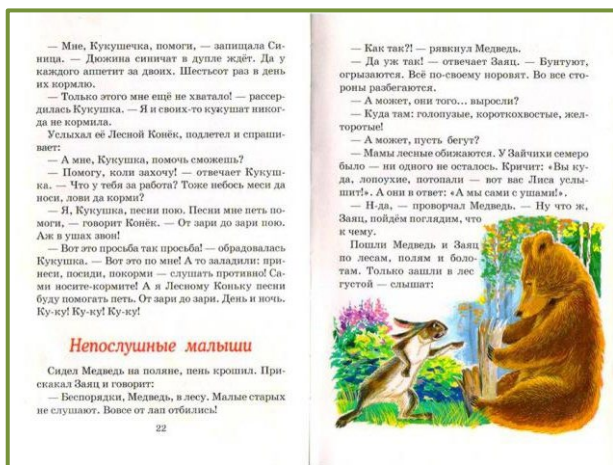 — Мне, Кукушечка, помоги, — запищала Си-
ница. — Дюжина синичат в дупле ждёт. Да у
каждого аппетит за двоих. Шестьсот раз в день
их кормлю.
— Только этого мне ещё не хватало! — рассер-
дилась Кукушка. — Я и своих-то кукушат никог-
да не кормила.
Услыхал её Лесной Конёк, подлетел и спраши-
вает:
— А мне, Кукушка, помочь сможешь?
— Помогу, коли захочу! — отвечает Кукуш-
ка. — Что у тебя за работа? Тоже небось меси да
носи, лови да корми?
— Я, Кукушка, песни пою. Песни мне петь по-
моги, — говорит Конёк. — От зари до зари пою.
Аж в ушах звон!
— Вот это просьба так просьба! — обрадовалась
Кукушка. — Вот это по мне! А то заладили: при-
неси, посиди, покорми — слушать противно! Са-
ми носите-кормите! А я Лесному Коньку песни
буду помогать петь. От зари до зари. День и ночь.
Ку-ку! Ку-ку! Ку-ку!
Непослушные малыши
Сидел Медведь на поляне, пень крошил. При-
скакал Заяц и говорит:
— Беспорядки, Медведь, в лесу. Малые старых
не слушают. Вовсе от лап отбились!
22
— Как так?! — рявкнул Медведь.
— Да уж так! — отвечает Заяц. — Бунтуют,
огрызаются. Всё по-своему норовят. Во все сто-
роны разбегаются.
— А может, они того... выросли?
— Куда там: голопузые, короткохвостые, жел-
торотые!
— А может, пусть бегут?
— Мамы лесные обижаются. У Зайчихи семеро
было — ни одного не осталось. Кричит: «Вы ку-
да, лопоухие, потопали — вот вас Лиса услы-
шит!». А они в ответ: «А мы сами с ушами!».
— Н-да, — проворчал Медведь. — Ну что ж,
Заяц, пойдём поглядим, что
к чему.
Пошли Медведь и Заяц
по лесам, полям и боло-
там. Только зашли в лес
густой — слышат: